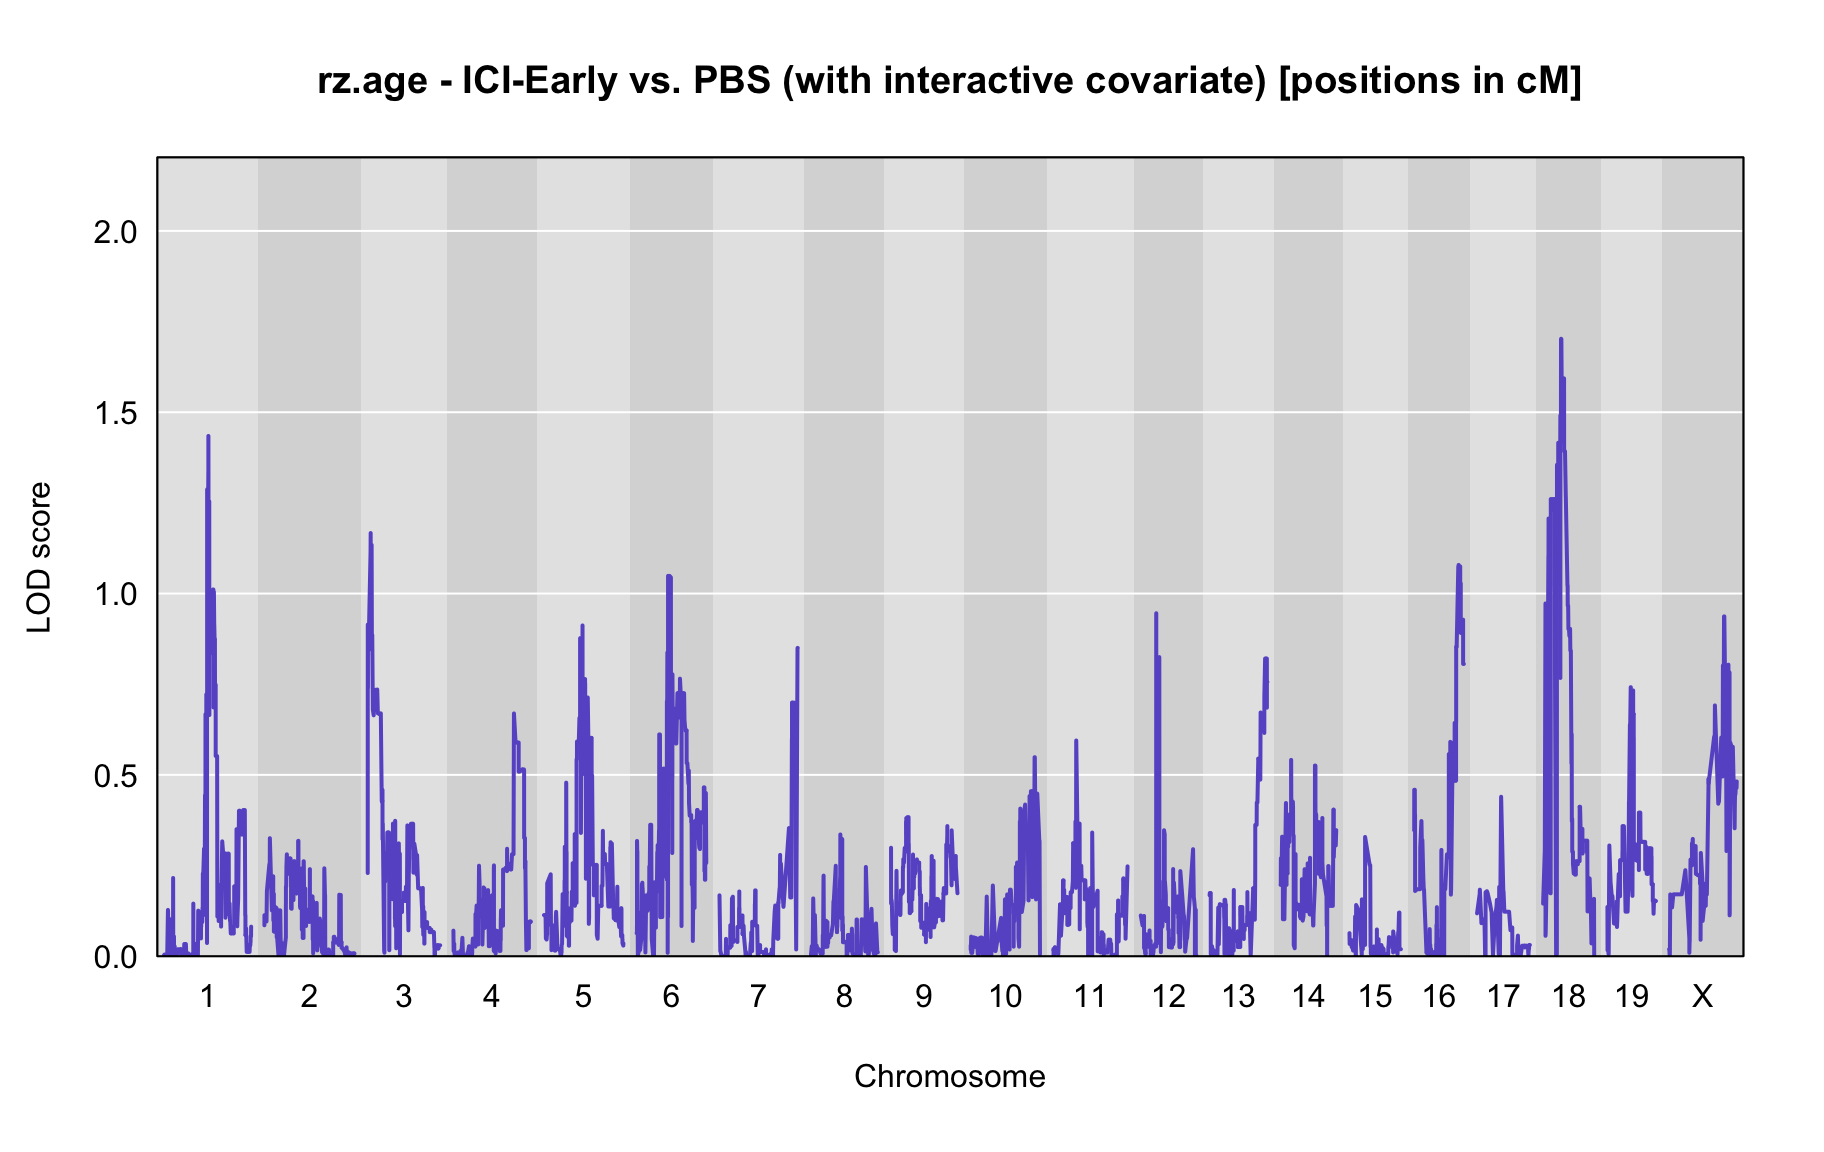 rz.age - ICI-Early vs. PBS (with interactive covariate) [positions in cM]
2.0
1.5
1.0
0.5
0.0
LOD score
1 2 3 4 5 6 7 8 9 10 11 12 13 14 15 16 17 18 19 X
Chromosome